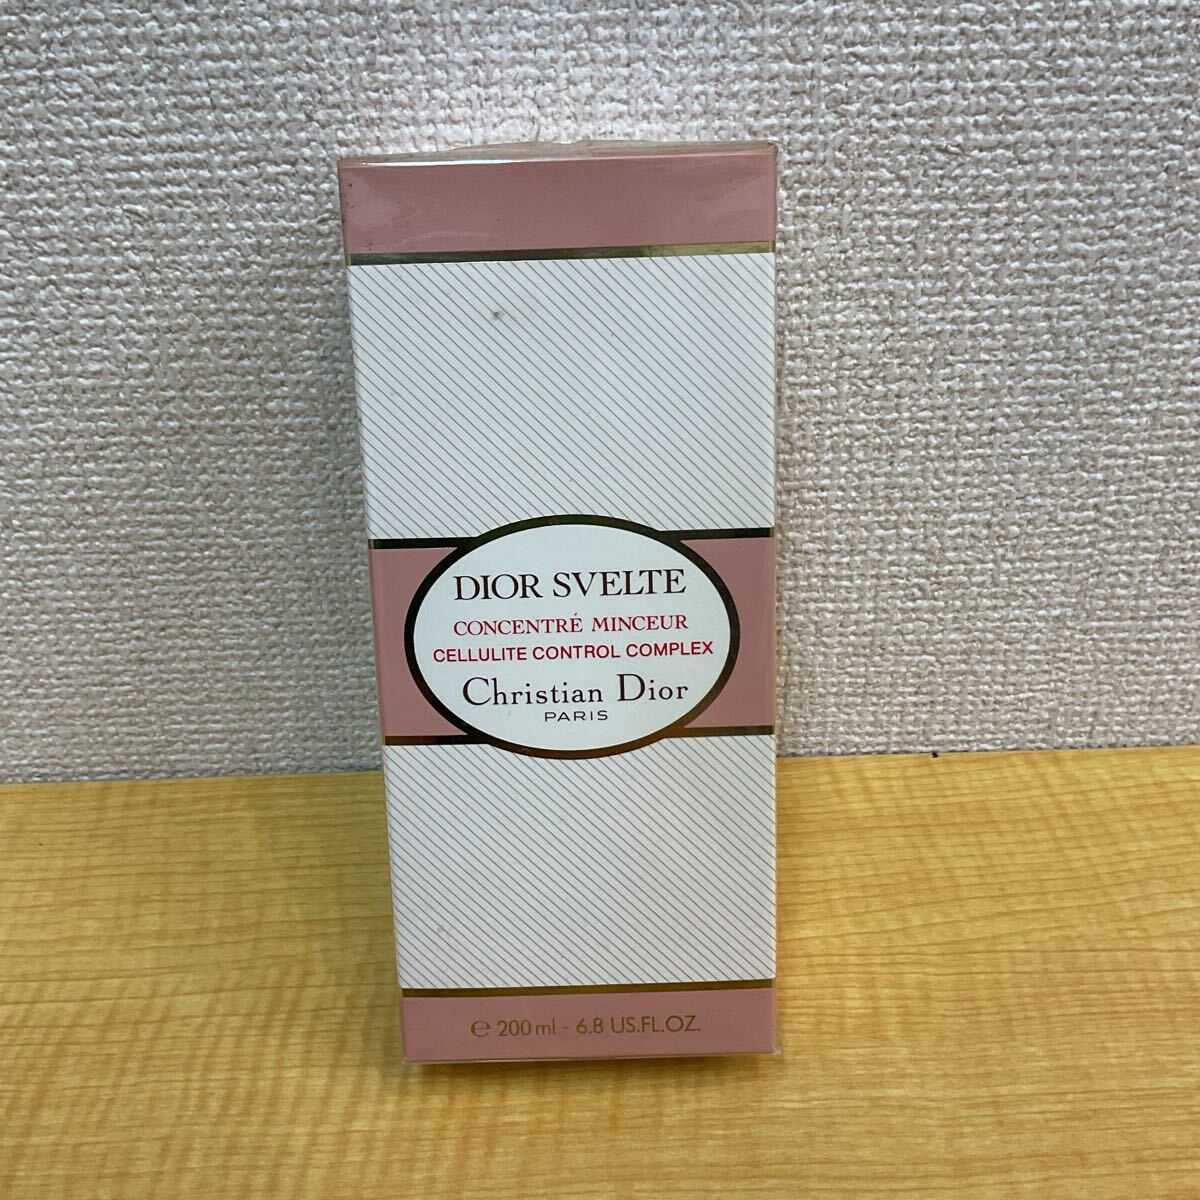 DIOR SVELTE
CONCENTRÉ MINCEUR
CELLULITE CONTROL COMPLEX
Christian Dior
PARIS
℮ 200 ml - 6.8 US.FL.OZ.